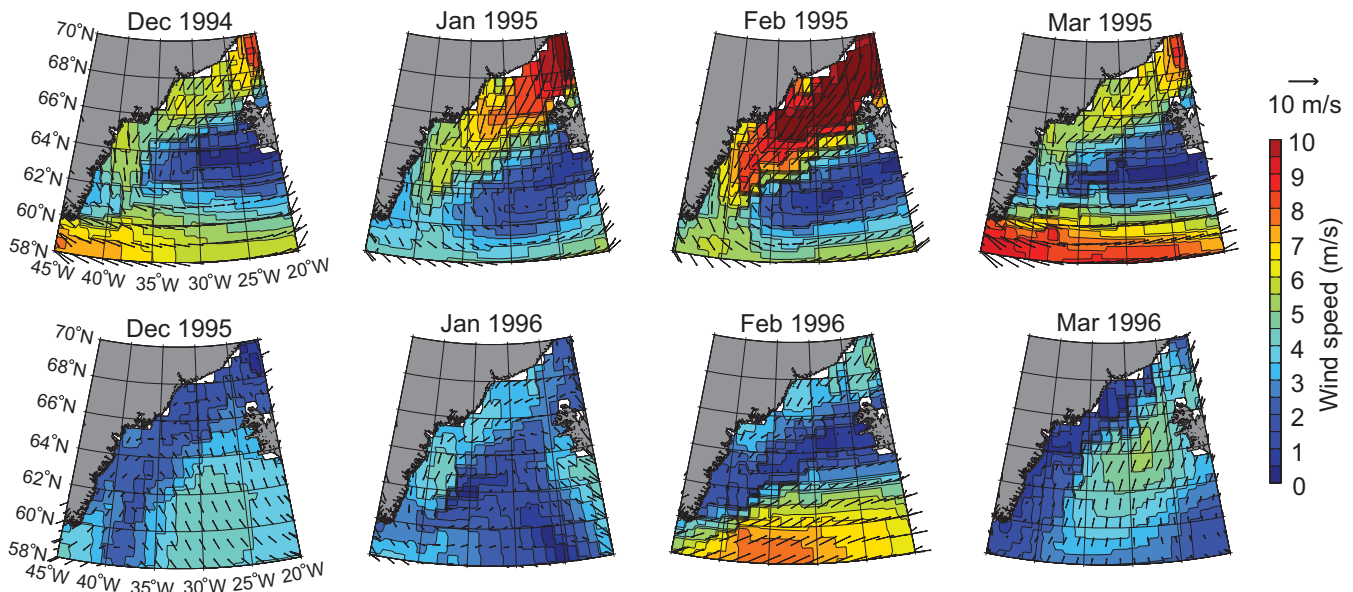 Dec 1994
Jan 1995
Feb 1995
Mar 1995
70°N
68°N
66°N
64°N
62°N
60°N
58°N
45°W
40°W
35°W
30°W
25°W
20°W
10 m/s
10
9
8
7
6
5
4
3
2
1
0
Wind speed (m/s)
Dec 1995
Jan 1996
Feb 1996
Mar 1996
70°N
68°N
66°N
64°N
62°N
60°N
58°N
45°W
40°W
35°W
30°W
25°W
20°W